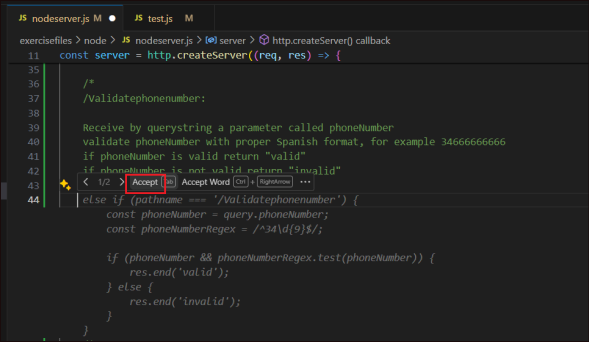 JS nodeserver.js M ● JS test.js M
exercisefiles > node > JS nodeserver.js > server > http.createServer() callback
11 const server = http.createServer((req, res) => {
35
36 /*
37 /Validatephonenumber:
38
39 Receive by querystring a parameter called phoneNumber
40 validate phoneNumber with proper Spanish format, for example 34666666666
41 if phoneNumber is valid return "valid"
42 if phoneNumber is not valid return "invalid"
43 < 1/2 > Accept Tab Accept Word Ctrl + RightArrow ...
44 else if (pathname === '/Validatephonenumber') {
const phoneNumber = query.phoneNumber;
const phoneNumberRegex = /^34\d{9}$/;
if (phoneNumber && phoneNumberRegex.test(phoneNumber)) {
res.end('valid');
} else {
res.end('invalid');
}
}